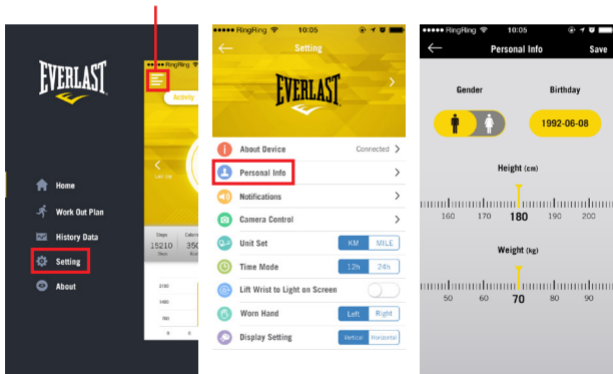 EVERLAST
Home
Work Out Plan
History Data
Setting
About
RingRing
Activity
Steps
15210
350
RingRing 10:05
Setting
EVERLAST
About Device Connected
Personal Info
Notifications
Camera Control
Unit Set KM MILE
Time Mode 12h 24h
Lift Wrist to Light on Screen
Worn Hand Left Right
Display Setting Vertical Horizontal
RingRing 10:05
Personal Info Save
Gender Birthday
1992-06-08
Height (cm)
160 170 180 190 200
Weight (kg)
50 60 70 80 90